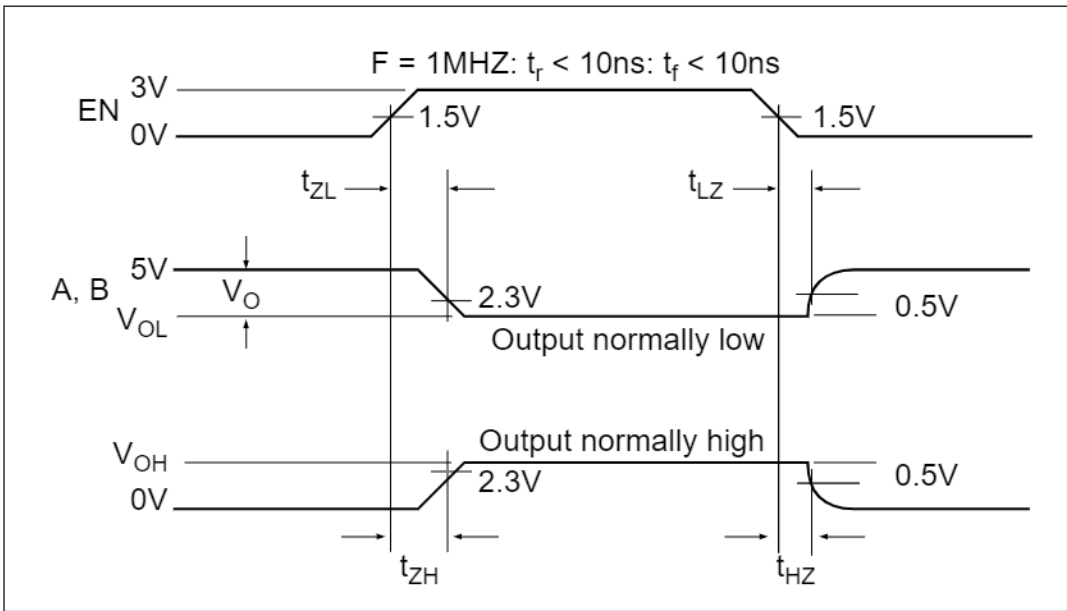 F = 1MHZ: tr < 10ns: tf < 10ns
3V
EN
0V
1.5V
1.5V
tZL
tLZ
5V
A, B
VO
VOL
2.3V
0.5V
Output normally low
Output normally high
VOH
0V
2.3V
0.5V
tZH
tHZ